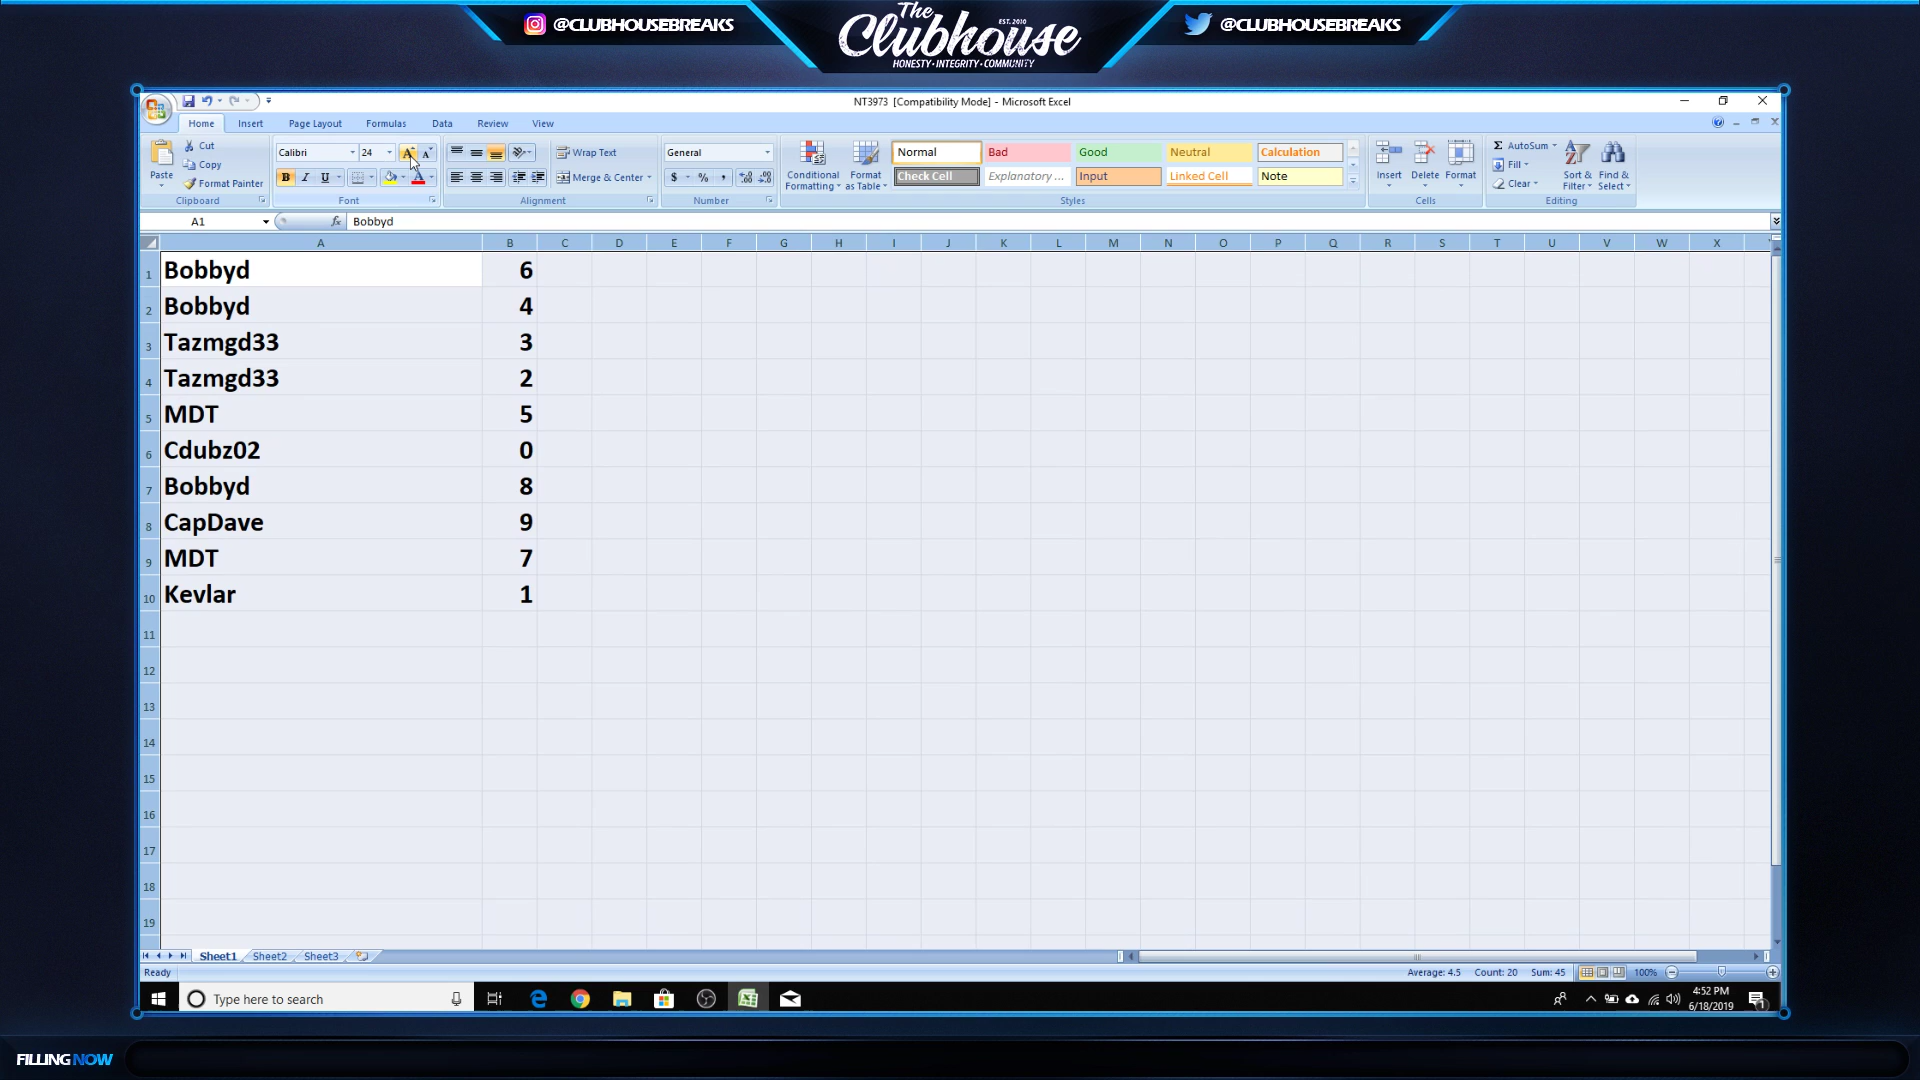 @CLUBHOUSEBREAKS
The
EST. 2010
Clubhouse
HONESTY • INTEGRITY • COMMUNITY
@CLUBHOUSEBREAKS
NT3973 [Compatibility Mode] - Microsoft Excel
Home Insert Page Layout Formulas Data Review View
Paste
Cut
Copy
Format Painter
Clipboard
Calibri 24
B I U
Font
Wrap Text
Merge & Center
Alignment
General
$ % ,
Number
Conditional Formatting
Format as Table
Normal Bad Good Neutral Calculation
Check Cell Explanatory ... Input Linked Cell Note
Styles
Insert Delete Format
Cells
Σ AutoSum
Fill
Clear
Sort & Filter
Find & Select
Editing
A1 fx Bobbyd
A B C D E F G H I J K L M N O P Q R S T U V W X
1 Bobbyd 6
2 Bobbyd 4
3 Tazmgd33 3
4 Tazmgd33 2
5 MDT 5
6 Cdubz02 0
7 Bobbyd 8
8 CapDave 9
9 MDT 7
10 Kevlar 1
11
12
13
14
15
16
17
18
19
Sheet1 Sheet2 Sheet3
Ready Average: 4.5 Count: 20 Sum: 45 100%
Type here to search
4:52 PM
6/18/2019
FILLING NOW